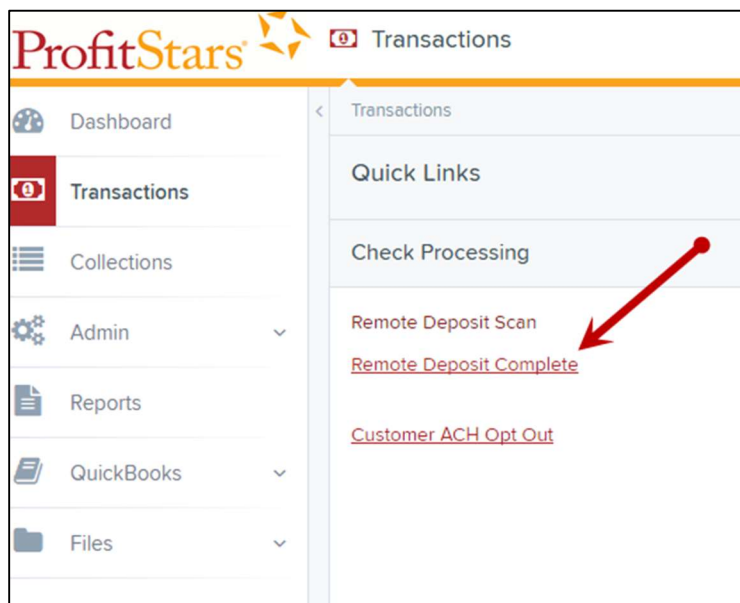 ProfitStars®
Transactions
Dashboard
Transactions
Collections
Admin
Reports
QuickBooks
Files
Transactions
Quick Links
Check Processing
Remote Deposit Scan
Remote Deposit Complete
Customer ACH Opt Out